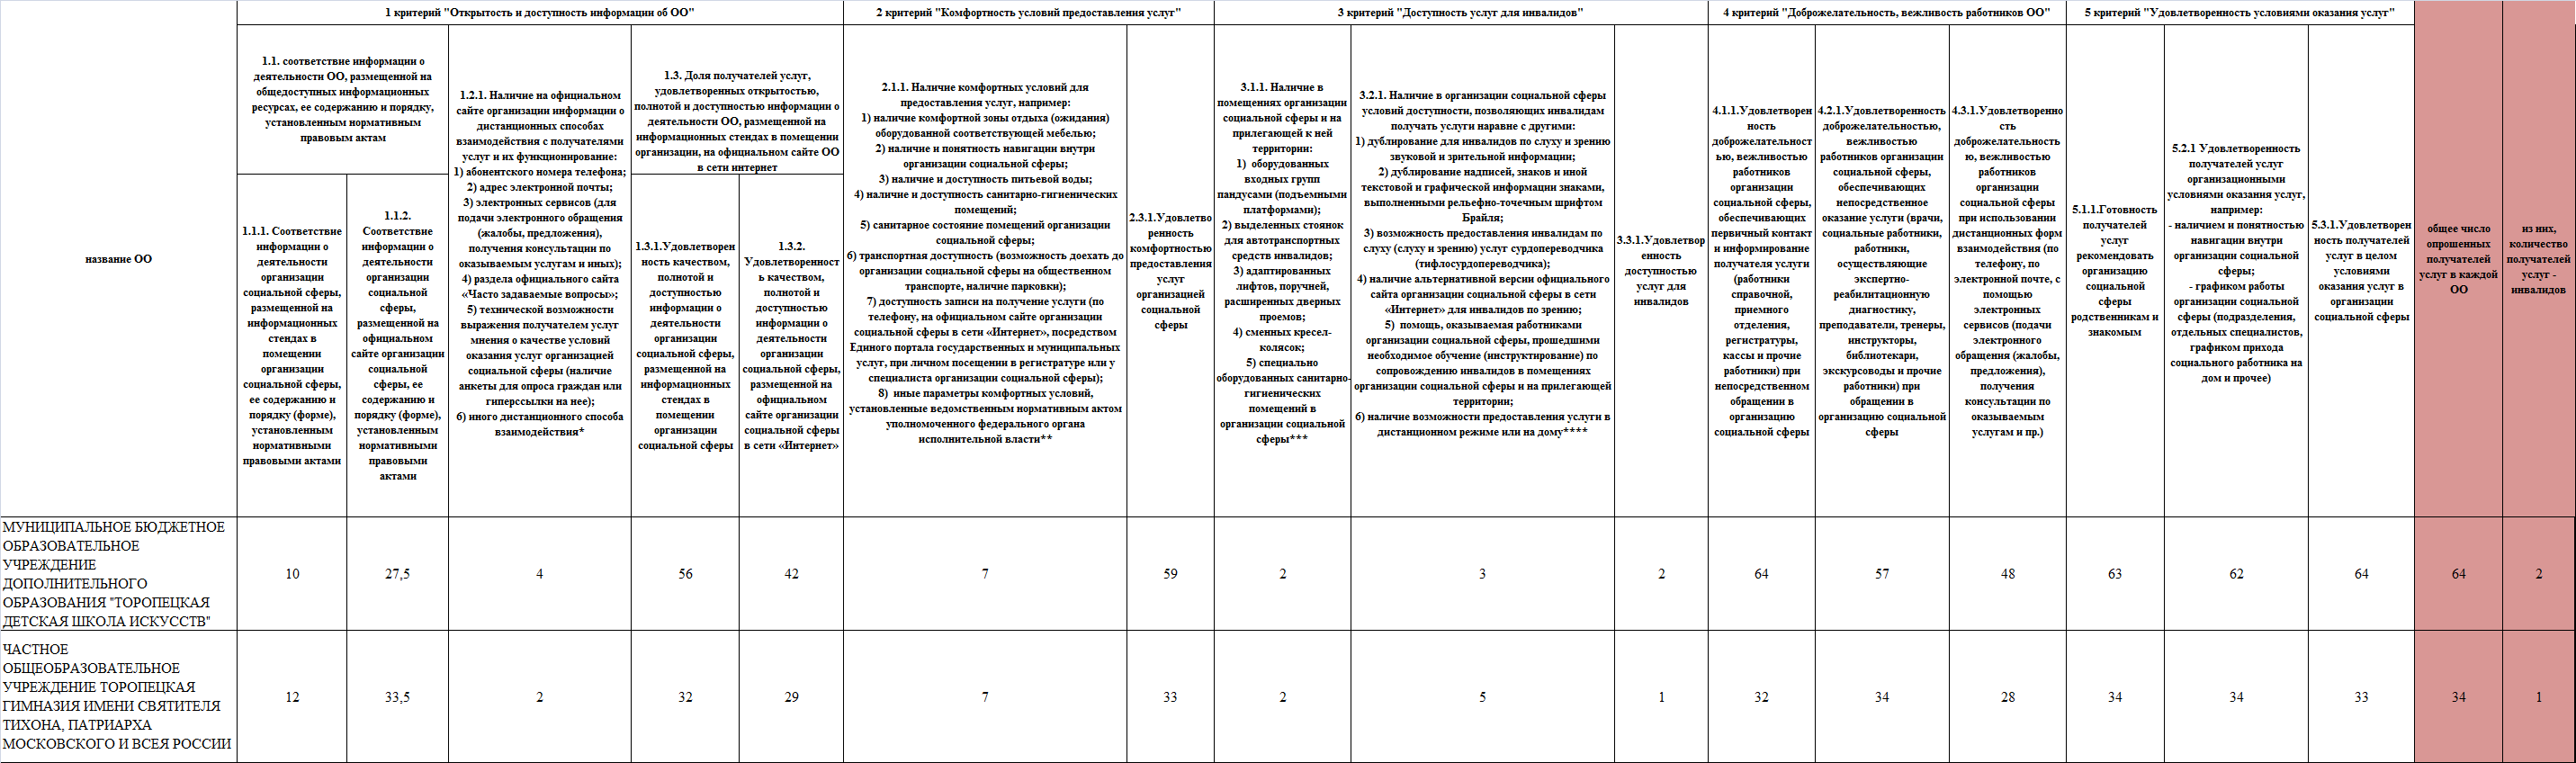 1 критерий "Открытость и доступность информации об ОО"
2 критерий "Комфортность условий предоставления услуг"
3 критерий "Доступность услуг для инвалидов"
4 критерий "Доброжелательность, вежливость работников ОО"
5 критерий "Удовлетворенность условиями оказания услуг"
название ОО
1.1. соответствие информации о
деятельности ОО, размещенной на
общедоступных информационных
ресурсах, ее содержанию и порядку,
установленным нормативным
правовым актам
1.1.1. Соответствие
информации о
деятельности
организации
социальной сферы,
размещенной на
информационных
стендах в
помещении
организации
социальной сферы,
ее содержанию и
порядку (форме),
установленным
нормативными
правовыми актами
1.1.2.
Соответствие
информации о
деятельности
организации
социальной
сферы,
размещенной на
официальном
сайте организации
социальной
сферы, ее
содержанию и
порядку (форме),
установленным
нормативными
правовыми
актами
1.2.1. Наличие на официальном
сайте организации информации о
дистанционных способах
взаимодействия с получателями
услуг и их функционирование:
1) абонентского номера телефона;
2) адрес электронной почты;
3) электронных сервисов (для
подачи электронного обращения
(жалобы, предложения),
получения консультации по
оказываемым услугам и иных);
4) раздела официального сайта
«Часто задаваемые вопросы»;
5) технической возможности
выражения получателем услуг
мнения о качестве условий
оказания услуг организацией
социальной сферы (наличие
анкеты для опроса граждан или
гиперссылки на нее);
6) иного дистанционного способа
взаимодействия*
1.3. Доля получателей услуг,
удовлетворенных открытостью,
полнотой и доступностью информации о
деятельности ОО, размещенной на
информационных стендах в помещении
организации, на официальном сайте ОО
в сети интернет
1.3.1.Удовлетворен
ность качеством,
полнотой и
доступностью
информации о
деятельности
организации
социальной сферы,
размещенной на
информационных
стендах в
помещении
организации
социальной сферы
1.3.2.
Удовлетворенност
ь качеством,
полнотой и
доступностью
информации о
деятельности
организации
социальной сферы,
размещенной на
официальном
сайте организации
социальной сферы
в сети «Интернет»
2.1.1. Наличие комфортных условий для
предоставления услуг, например:
1) наличие комфортной зоны отдыха (ожидания)
оборудованной соответствующей мебелью;
2) наличие и понятность навигации внутри
организации социальной сферы;
3) наличие и доступность питьевой воды;
4) наличие и доступность санитарно-гигиенических
помещений;
5) санитарное состояние помещений организации
социальной сферы;
6) транспортная доступность (возможность доехать до
организации социальной сферы на общественном
транспорте, наличие парковки);
7) доступность записи на получение услуги (по
телефону, на официальном сайте организации
социальной сферы в сети «Интернет», посредством
Единого портала государственных и муниципальных
услуг, при личном посещении в регистратуре или у
специалиста организации социальной сферы);
8) иные параметры комфортных условий,
установленные ведомственным нормативным актом
уполномоченного федерального органа
исполнительной власти**
2.3.1.Удовлетво
ренность
комфортностью
предоставления
услуг
организацией
социальной
сферы
3.1.1. Наличие в
помещениях организации
социальной сферы и на
прилегающей к ней
территории:
1) оборудованных
входных групп
пандусами (подъемными
платформами);
2) выделенных стоянок
для автотранспортных
средств инвалидов;
3) адаптированных
лифтов, поручней,
расширенных дверных
проемов;
4) сменных кресел-
колясок;
5) специально
оборудованных санитарно-
гигиенических
помещений в
организации социальной
сферы***
3.2.1. Наличие в организации социальной сферы
условий доступности, позволяющих инвалидам
получать услуги наравне с другими:
1) дублирование для инвалидов по слуху и зрению
звуковой и зрительной информации;
2) дублирование надписей, знаков и иной
текстовой и графической информации знаками,
выполненными рельефно-точечным шрифтом
Брайля;
3) возможность предоставления инвалидам по
слуху (слуху и зрению) услуг сурдопереводчика
(тифлосурдопереводчика);
4) наличие альтернативной версии официального
сайта организации социальной сферы в сети
«Интернет» для инвалидов по зрению;
5) помощь, оказываемая работниками
организации социальной сферы, прошедшими
необходимое обучение (инструктирование) по
сопровождению инвалидов в помещениях
организации социальной сферы и на прилегающей
территории;
6) наличие возможности предоставления услуги в
дистанционном режиме или на дому****
3.3.1.Удовлетвор
енность
доступностью
услуг для
инвалидов
4.1.1.Удовлетворен
ность
доброжелательност
ью, вежливостью
работников
организации
социальной сферы,
обеспечивающих
первичный контакт
и информирование
получателя услуги
(работники
справочной,
приемного
отделения,
регистратуры,
кассы и прочие
работники) при
непосредственном
обращении в
организацию
социальной сферы
4.2.1.Удовлетворенность
доброжелательностью,
вежливостью
работников организации
социальной сферы,
обеспечивающих
непосредственное
оказание услуги (врачи,
социальные работники,
работники,
осуществляющие
экспертно-
реабилитационную
диагностику,
преподаватели, тренеры,
инструкторы,
библиотекари,
экскурсоводы и прочие
работники) при
обращении в
организацию социальной
сферы
4.3.1.Удовлетворенно
сть
доброжелательность
ю, вежливостью
работников
организации
социальной сферы
при использовании
дистанционных форм
взаимодействия (по
телефону, по
электронной почте, с
помощью
электронных
сервисов (подачи
электронного
обращения (жалобы,
предложения),
получения
консультации по
оказываемым
услугам и пр.)
5.1.1.Готовность
получателей
услуг
рекомендовать
организацию
социальной
сферы
родственникам и
знакомым
5.2.1 Удовлетворенность
получателей услуг
организационными
условиями оказания услуг,
например:
- наличием и понятностью
навигации внутри
организации социальной
сферы;
- графиком работы
организации социальной
сферы (подразделения,
отдельных специалистов,
графиком прихода
социального работника на
дом и прочее)
5.3.1.Удовлетворен
ность получателей
услуг в целом
условиями
оказания услуг в
организации
социальной сферы
общее число
опрошенных
получателей
услуг в каждой
ОО
из них,
количество
получателей
услуг -
инвалидов
МУНИЦИПАЛЬНОЕ БЮДЖЕТНОЕ
ОБРАЗОВАТЕЛЬНОЕ
УЧРЕЖДЕНИЕ
ДОПОЛНИТЕЛЬНОГО
ОБРАЗОВАНИЯ "ТОРОПЕЦКАЯ
ДЕТСКАЯ ШКОЛА ИСКУССТВ"
10 27,5 4 56 42 7 59 2 3 2 64 57 48 63 62 64 64 2
ЧАСТНОЕ
ОБЩЕОБРАЗОВАТЕЛЬНОЕ
УЧРЕЖДЕНИЕ ТОРОПЕЦКАЯ
ГИМНАЗИЯ ИМЕНИ СВЯТИТЕЛЯ
ТИХОНА, ПАТРИАРХА
МОСКОВСКОГО И ВСЕЯ РОССИИ
12 33,5 2 32 29 7 33 2 5 1 32 34 28 34 34 33 34 1